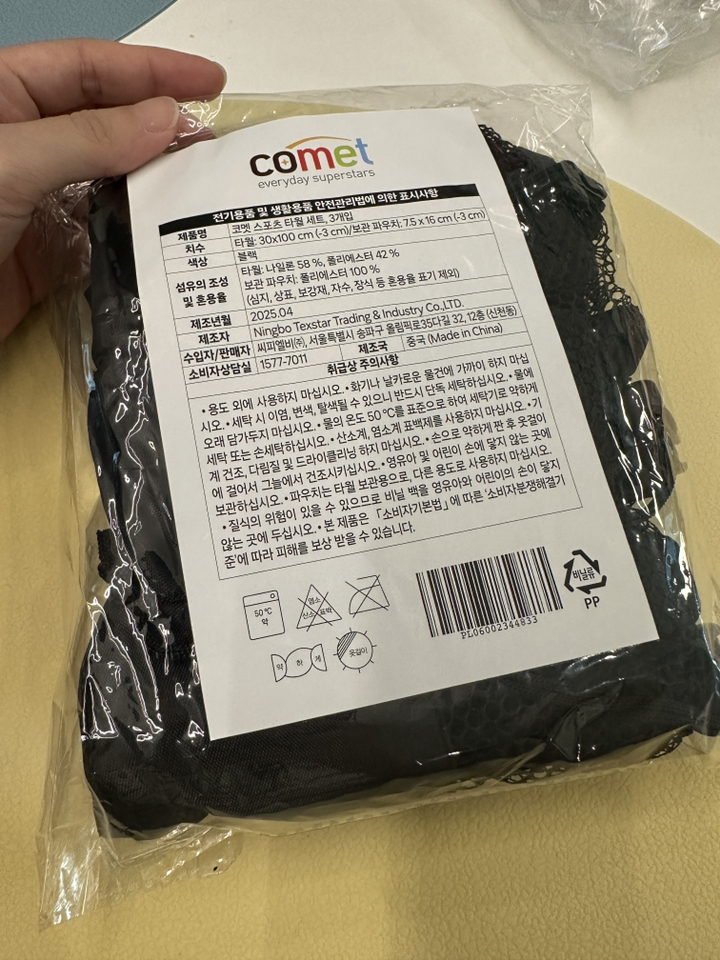 comet
everyday superstars
전기용품 및 생활용품 안전관리법에 의한 표시사항
제품명 코멧 스포츠 타월 세트, 3개입
치수 타월: 30x100 cm (-3 cm)/보관 파우치: 7.5 x 16 cm (-3 cm)
색상 블랙
섬유의 조성 및 혼용율 타월: 나일론 58 %, 폴리에스터 42 %
보관 파우치: 폴리에스터 100 %
(심지, 상표, 보강재, 자수, 장식 등 혼용율 표기 제외)
제조년월 2025.04
제조자 Ningbo Texstar Trading & Industry Co.,LTD.
수입자/판매자 씨피엘비㈜, 서울특별시 송파구 올림픽로35다길 32, 12층 (신천동)
소비자상담실 1577-7011 제조국 중국 (Made in China)
취급상 주의사항
• 용도 외에 사용하지 마십시오. • 화기나 날카로운 물건에 가까이 하지 마십
시오. • 세탁 시 이염, 변색, 탈색될 수 있으니 반드시 단독 세탁하십시오. • 물에
오래 담가두지 마십시오. • 물의 온도 50 ℃를 표준으로 하여 세탁기로 약하게
세탁 또는 손세탁하십시오. • 산소계, 염소계 표백제를 사용하지 마십시오. • 기
계 건조, 다림질 및 드라이클리닝 하지 마십시오. • 손으로 약하게 짠 후 옷걸이
에 걸어서 그늘에서 건조시키십시오. • 영유아 및 어린이 손에 닿지 않는 곳에
보관하십시오. • 파우치는 타월 보관용으로, 다른 용도로 사용하지 마십시오.
• 질식의 위험이 있을 수 있으므로 비닐 백을 영유아와 어린이의 손이 닿지
않는 곳에 두십시오. • 본 제품은 「소비자기본법」에 따른 '소비자분쟁해결기
준'에 따라 피해를 보상 받을 수 있습니다.
50 ℃
약
염소
산소 표백
약 하 게
옷걸이
PL06002344833
비닐류
PP